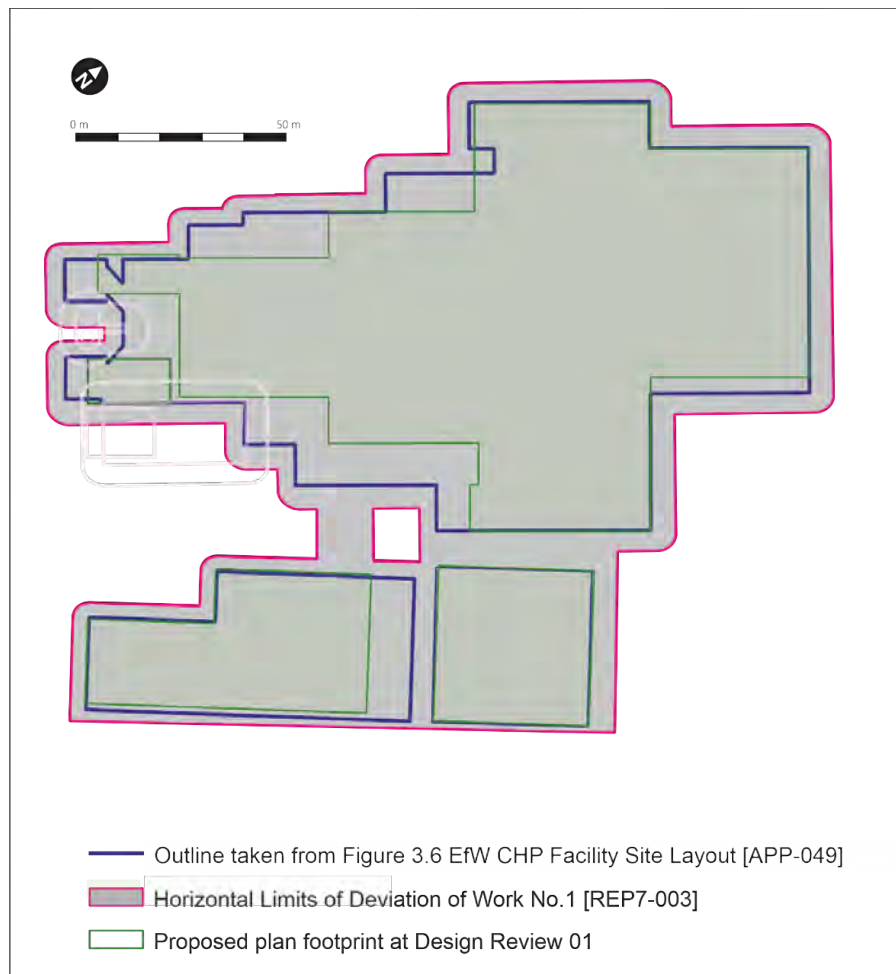 N
0 m 50 m
Outline taken from Figure 3.6 EfW CHP Facility Site Layout [APP-049]
Horizontal Limits of Deviation of Work No.1 [REP7-003]
Proposed plan footprint at Design Review 01